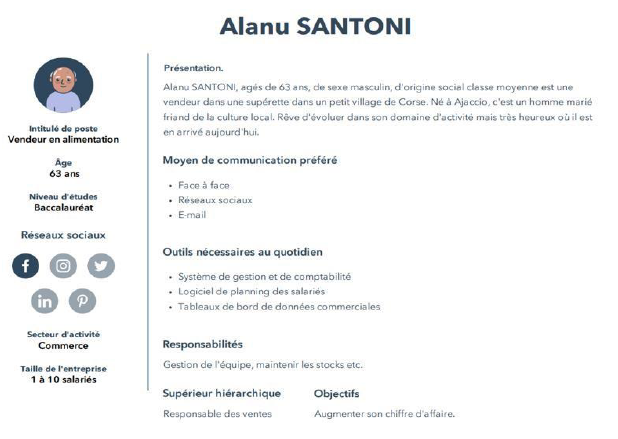 Alanu SANTONI
Intitulé de poste
Vendeur en alimentation
Âge
63 ans
Niveau d'études
Baccalauréat
Réseaux sociaux
Secteur d'activité
Commerce
Taille de l'entreprise
1 à 10 salariés
Présentation.
Alanu SANTONI, agés de 63 ans, de sexe masculin, d'origine social classe moyenne est une
vendeur dans une supérette dans un petit village de Corse. Né à Ajaccio, c'est un homme marié
friand de la culture local. Rêve d'évoluer dans son domaine d'activité mais très heureux où il est
en arrivé aujourd'hui.
Moyen de communication préféré
• Face à face
• Réseaux sociaux
• E-mail
Outils nécessaires au quotidien
• Système de gestion et de comptabilité
• Logiciel de planning des salariés
• Tableaux de bord de données commerciales
Responsabilités
Gestion de l'équipe, maintenir les stocks etc.
Supérieur hiérarchique
Responsable des ventes
Objectifs
Augmenter son chiffre d'affaire.